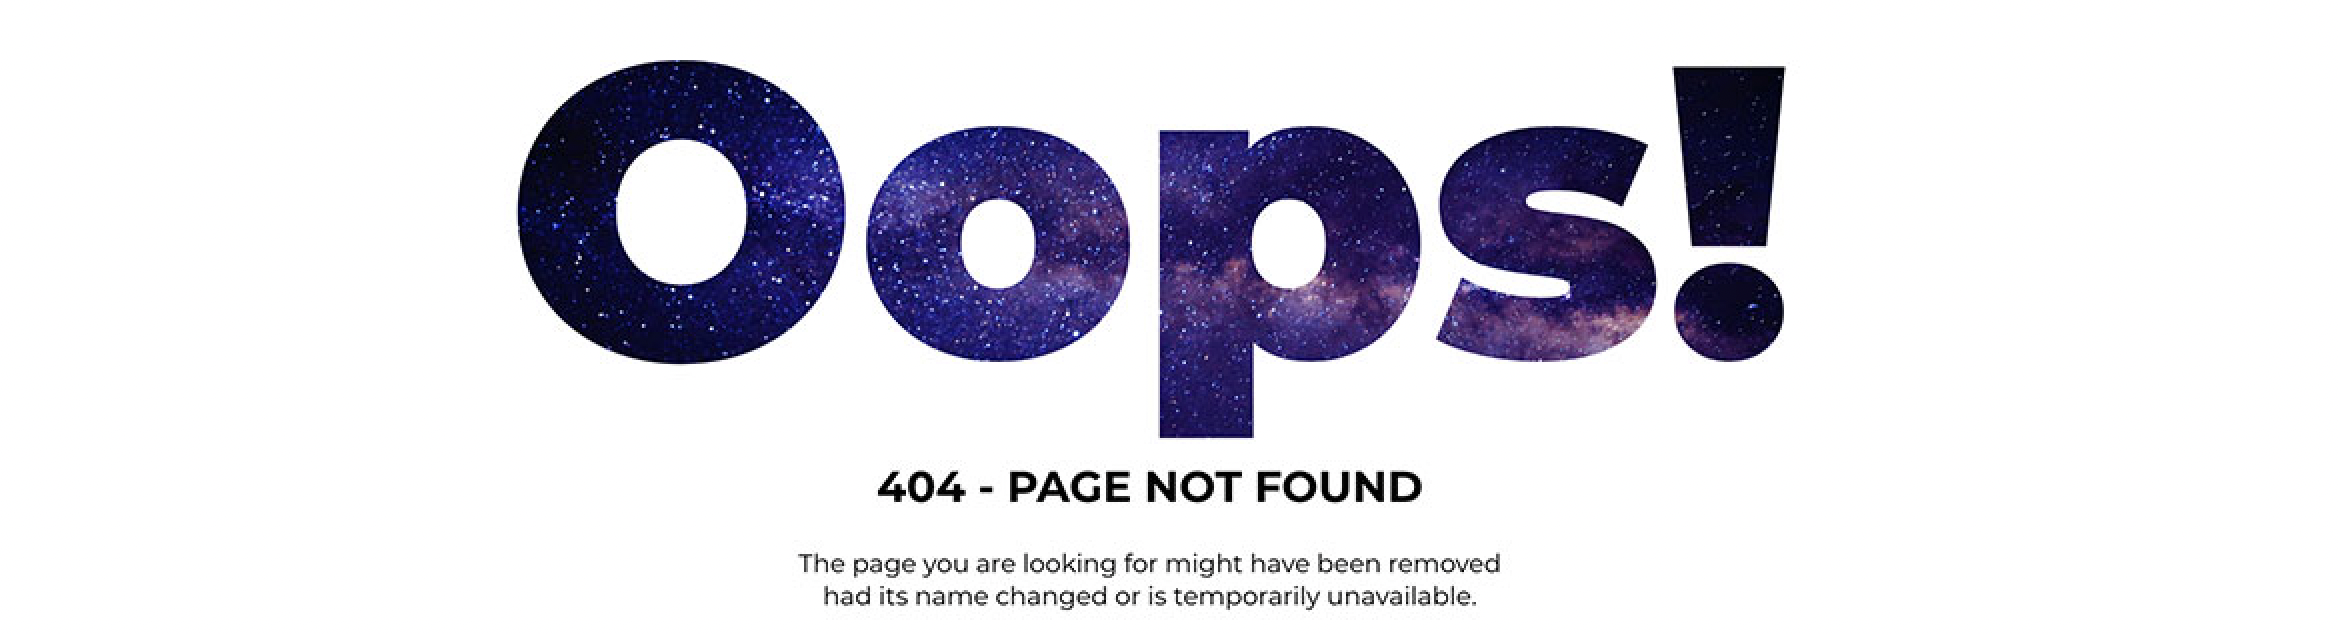 Oops!
404 - PAGE NOT FOUND
The page you are looking for might have been removed
had its name changed or is temporarily unavailable.